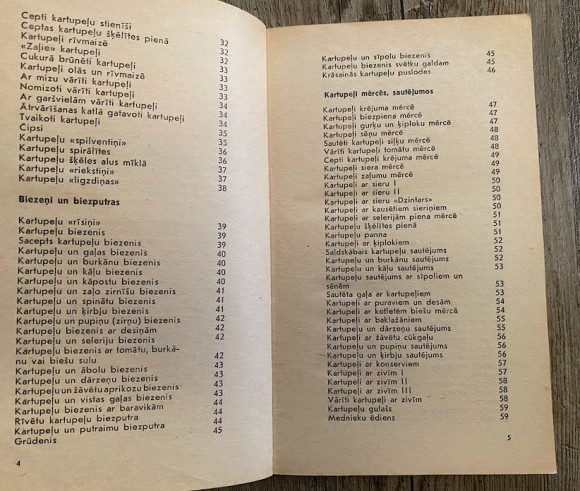 Cepti kartupeļu stienīši
Ceptas kartupeļu šķēlītes pienā
Kartupeļi rīvmaizē 32
«Zaļie» kartupeļi 32
Cukurā brūnēti kartupeļi 33
Kartupeļi olās un rīvmaizē 33
Ar mizu vārīti kartupeļi 33
Nomizoti vārīti kartupeļi 34
Ar garšvielām vārīti kartupeļi 34
Ātrvārīšanas katlā gatavoti kartupeļi 34
Tvaikoti kartupeļi 35
Čipsi 35
Kartupeļu «spilventiņi» 36
Kartupeļu spirālītes 36
Kartupeļu šķēles alus mīklā 37
Kartupeļu «riekstiņi» 37
Kartupeļu «ligzdiņas» 38
Biezeņi un biezputras
Kartupeļu «rīsiņi» 39
Kartupeļu biezenis 39
Sacepts kartupeļu biezenis 39
Kartupeļu un gaļas biezenis 40
Kartupeļu un burkānu biezenis 40
Kartupeļu un kāļu biezenis 40
Kartupeļu un kāpostu biezenis 40
Kartupeļu un zaļo zirnīšu biezenis 41
Kartupeļu un spinātu biezenis 41
Kartupeļu un ķirbju biezenis 41
Kartupeļu un pupiņu (zirņu) biezenis 42
Kartupeļu biezenis ar desiņām 42
Kartupeļu un seleriju biezenis 42
Kartupeļu biezenis ar tomātu, burkā-
nu vai biešu sulu 42
Kartupeļu un ābolu biezenis 43
Kartupeļu un dārzeņu biezenis 43
Kartupeļu un žāvētu aprikozu biezenis 43
Kartupeļu un vistas gaļas biezenis 44
Kartupeļu biezenis ar baravikām 44
Rīvētu kartupeļu biezputra 44
Kartupeļu un putraimu biezputra 45
Grūdenis
4
Kartupeļu un sīpolu biezenis 45
Kartupeļu biezenis svētku galdam 45
Krāsainās kartupeļu puslodes 46
Kartupeļi mērcēs, sautējumos
Kartupeļi krējuma mērcē 47
Kartupeļi biezpiena mērcē 47
Kartupeļi gurķu un ķiploku mērcē 47
Kartupeļi sēņu mērcē 48
Sautēti kartupeļi siļķu mērcē 48
Vārīti kartupeļi tomātu mērcē 48
Cepti kartupeļi krējuma mērcē 49
Kartupeļi siera mērcē 49
Kartupeļi zaļumu mērcē 49
Kartupeļi ar sieru I 50
Kartupeļi ar sieru II 50
Kartupeļi ar sieru «Dzintars» 50
Kartupeļi ar kausētiem sieriņiem 50
Kartupeļi ar selerijām piena mērcē 51
Kartupeļu šķēlītes pienā 51
Kartupeļu panna 51
Kartupeļi ar ķiplokiem 52
Saldskābais kartupeļu sautējums 52
Kartupeļu un burkānu sautējums 52
Kartupeļu un kāļu sautējums 53
Kartupeļu sautējums ar sīpoliem un
sēnēm 53
Sautēta gaļa ar kartupeļiem 53
Kartupeļi ar puraviem un desām 54
Kartupeļi ar kotletēm biešu mērcē 54
Kartupeļi ar baklažāniem 55
Kartupeļu un dārzeņu sautējums 55
Kartupeļi ar žāvētu cūkgaļu 56
Kartupeļu un pupiņu sautējums 56
Kartupeļu un ķirbju sautējums 56
Kartupeļi ar konserviem 57
Kartupeļi ar zivīm I 57
Kartupeļi ar zivīm II 58
Kartupeļi ar zivīm III 58
Vārīti kartupeļi ar zivīm 58
Kartupeļu gulašs 59
Mednieku ēdiens 59
5